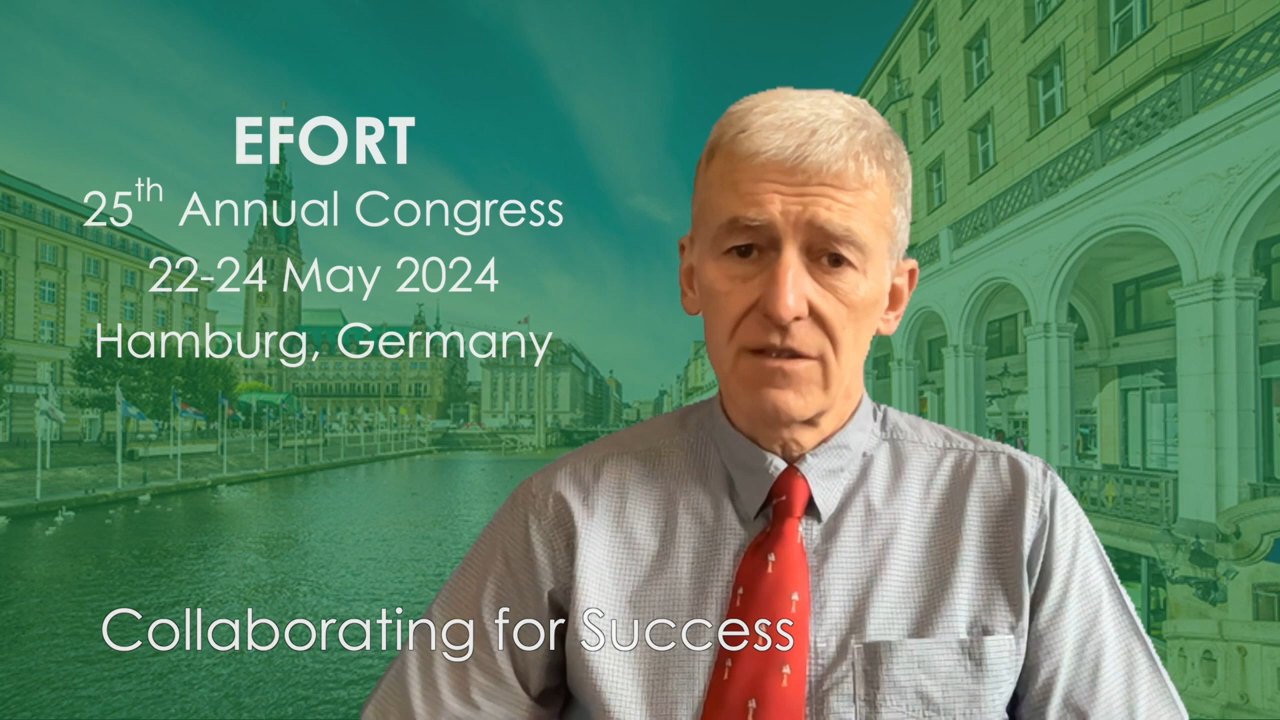 EFORT
25th Annual Congress
22-24 May 2024
Hamburg, Germany
Collaborating for Success